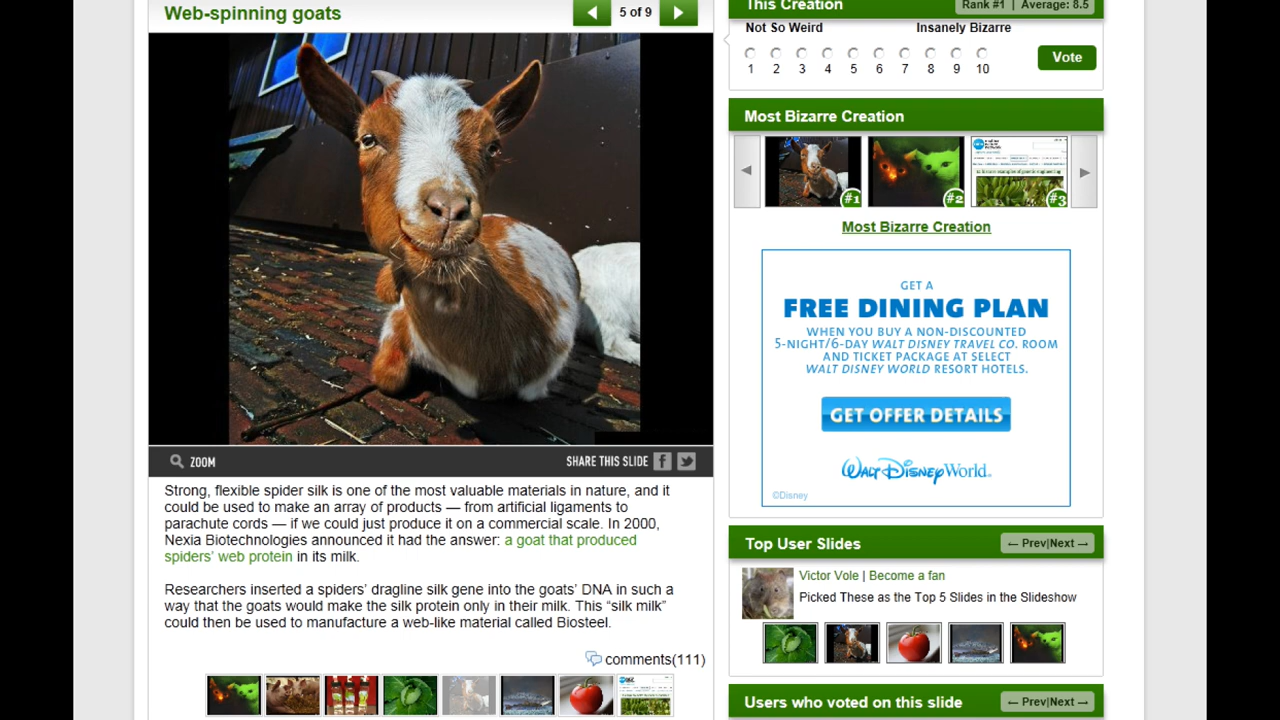 Web-spinning goats
5 of 9
ZOOM
SHARE THIS SLIDE
Strong, flexible spider silk is one of the most valuable materials in nature, and it
could be used to make an array of products — from artificial ligaments to
parachute cords — if we could just produce it on a commercial scale. In 2000,
Nexia Biotechnologies announced it had the answer: a goat that produced
spiders' web protein in its milk.
Researchers inserted a spiders' dragline silk gene into the goats' DNA in such a
way that the goats would make the silk protein only in their milk. This “silk milk”
could then be used to manufacture a web-like material called Biosteel.
comments(111)
This Creation
Rank #1 | Average: 8.5
Not So Weird Insanely Bizarre
1 2 3 4 5 6 7 8 9 10
Vote
Most Bizarre Creation
#1 #2 #3
Most Bizarre Creation
GET A
FREE DINING PLAN
WHEN YOU BUY A NON-DISCOUNTED
5-NIGHT/6-DAY WALT DISNEY TRAVEL CO. ROOM
AND TICKET PACKAGE AT SELECT
WALT DISNEY WORLD RESORT HOTELS.
GET OFFER DETAILS
WALT DISNEY World.
©Disney
Top User Slides
← Prev|Next →
Victor Vole | Become a fan
Picked These as the Top 5 Slides in the Slideshow
Users who voted on this slide
← Prev|Next →